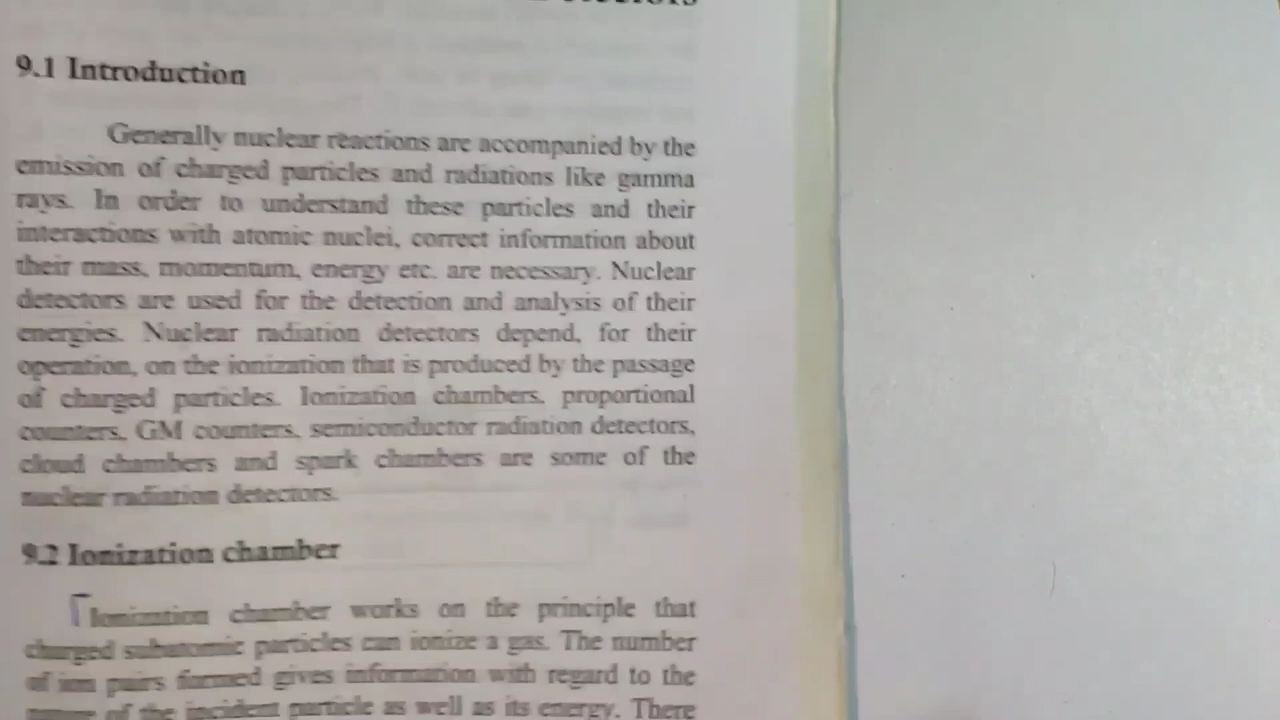 9.1 Introduction
Generally nuclear reactions are accompanied by the
emission of charged particles and radiations like gamma
rays. In order to understand these particles and their
interactions with atomic nuclei, correct information about
their mass, momentum, energy etc. are necessary. Nuclear
detectors are used for the detection and analysis of their
energies. Nuclear radiation detectors depend, for their
operation, on the ionization that is produced by the passage
of charged particles. Ionization chambers, proportional
counters, GM counters, semiconductor radiation detectors,
cloud chambers and spark chambers are some of the
nuclear radiation detectors.
9.2 Ionization chamber
Ionization chamber works on the principle that
charged subatomic particles can ionize a gas. The number
of ion pairs formed gives information with regard to the
of the incident particle as well as its energy. There